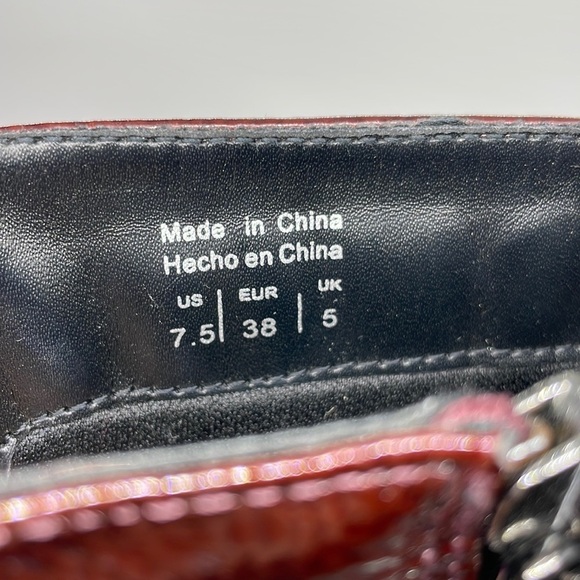 Made in China
Hecho en China
US | EUR | UK
7.5 | 38 | 5